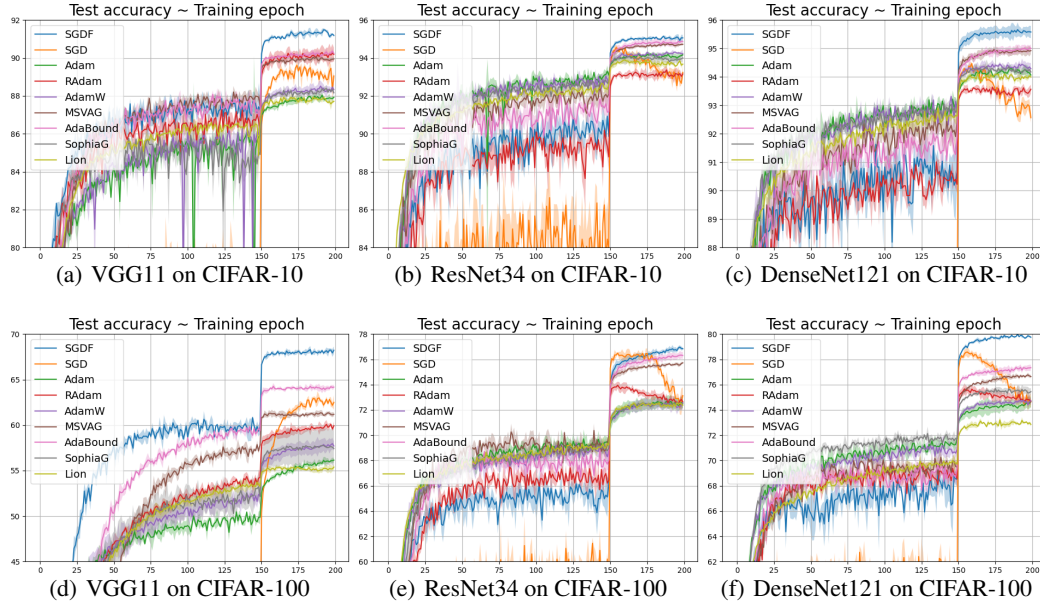 Test accuracy ~ Training epoch
96
94
92
90
88
86
84
82
80
SGDF
SGD
Adam
RAdam
AdamW
MSVAG
AdaBound
SophiaG
Lion
0 25 50 75 100 125 150 175 200
(a) VGG11 on CIFAR-10
Test accuracy ~ Training epoch
96
94
92
90
88
86
84
SGDF
SGD
Adam
RAdam
AdamW
MSVAG
AdaBound
SophiaG
Lion
0 25 50 75 100 125 150 175 200
(b) ResNet34 on CIFAR-10
Test accuracy ~ Training epoch
96
95
94
93
92
91
90
89
88
SGDF
SGD
Adam
RAdam
AdamW
MSVAG
AdaBound
SophiaG
Lion
0 25 50 75 100 125 150 175 200
(c) DenseNet121 on CIFAR-10
Test accuracy ~ Training epoch
70
65
60
55
50
45
SGDF
SGD
Adam
RAdam
AdamW
MSVAG
AdaBound
SophiaG
Lion
0 25 50 75 100 125 150 175 200
(d) VGG11 on CIFAR-100
Test accuracy ~ Training epoch
78
76
74
72
70
68
66
64
62
60
SDGF
SGD
Adam
RAdam
AdamW
MSVAG
AdaBound
SophiaG
Lion
0 25 50 75 100 125 150 175 200
(e) ResNet34 on CIFAR-100
Test accuracy ~ Training epoch
80
78
76
74
72
70
68
66
64
62
SGDF
SGD
Adam
RAdam
AdamW
MSVAG
AdaBound
SophiaG
Lion
0 25 50 75 100 125 150 175 200
(f) DenseNet121 on CIFAR-100